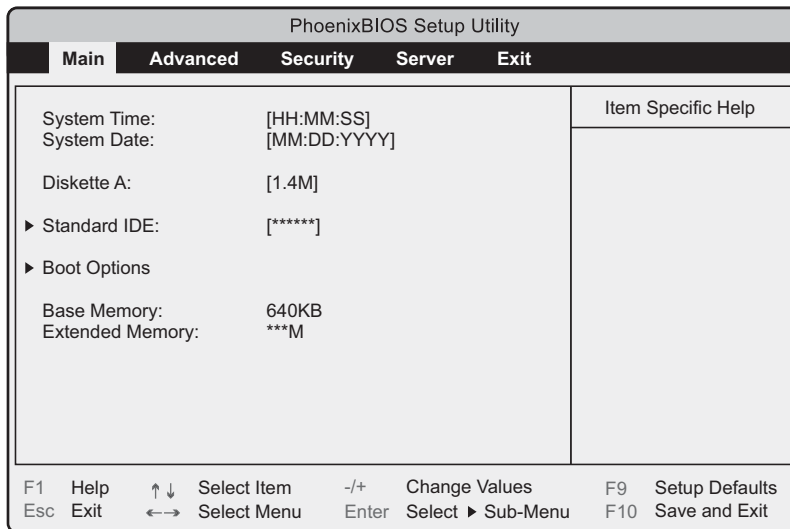 PhoenixBIOS Setup Utility
Main Advanced Security Server Exit
Item Specific Help
System Time: [HH:MM:SS]
System Date: [MM:DD:YYYY]
Diskette A: [1.4M]
▶ Standard IDE: [******]
▶ Boot Options
Base Memory: 640KB
Extended Memory: ***M
F1 Help ↑↓ Select Item -/+ Change Values F9 Setup Defaults
Esc Exit ←→ Select Menu Enter Select ▶ Sub-Menu F10 Save and Exit